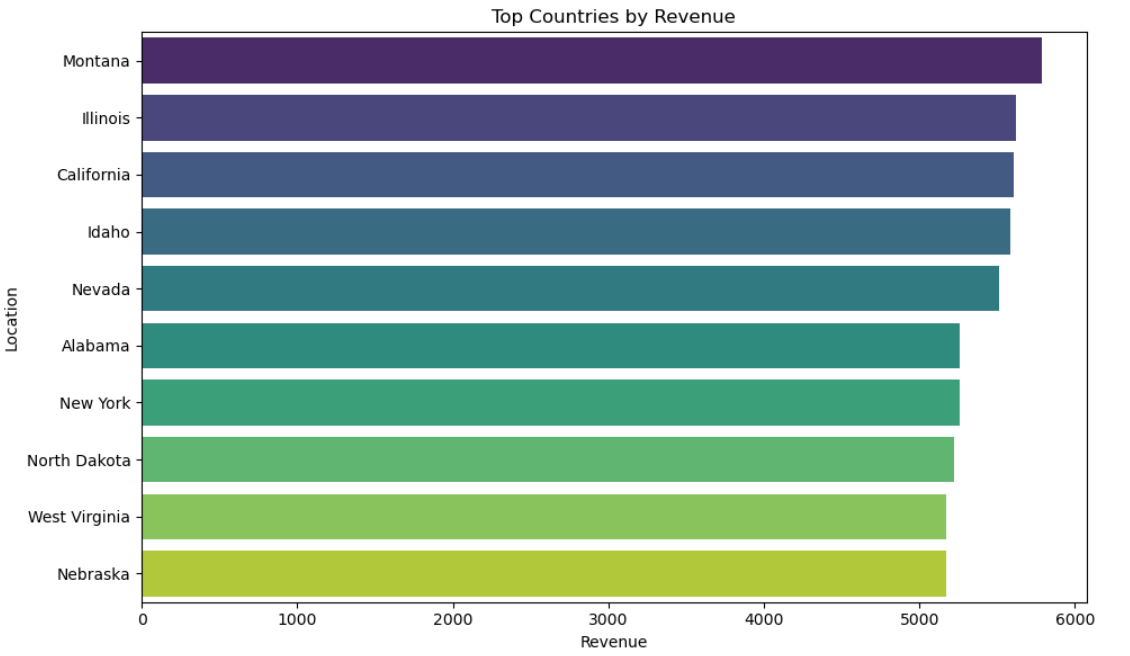 Top Countries by Revenue
Location
Montana
Illinois
California
Idaho
Nevada
Alabama
New York
North Dakota
West Virginia
Nebraska
0 1000 2000 3000 4000 5000 6000
Revenue